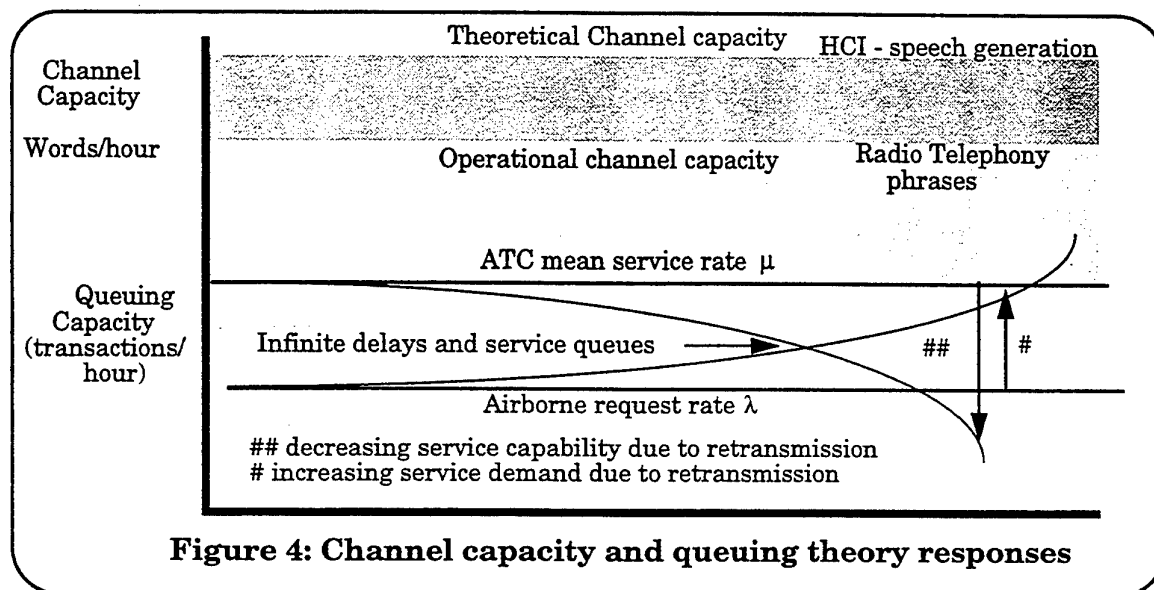 Theoretical Channel capacity
HCI - speech generation
Channel
Capacity
Words/hour
Operational channel capacity
Radio Telephony
phrases
ATC mean service rate μ
Queuing
Capacity
(transactions/
hour)
Infinite delays and service queues
##
#
Airborne request rate λ
## decreasing service capability due to retransmission
# increasing service demand due to retransmission
Figure 4: Channel capacity and queuing theory responses